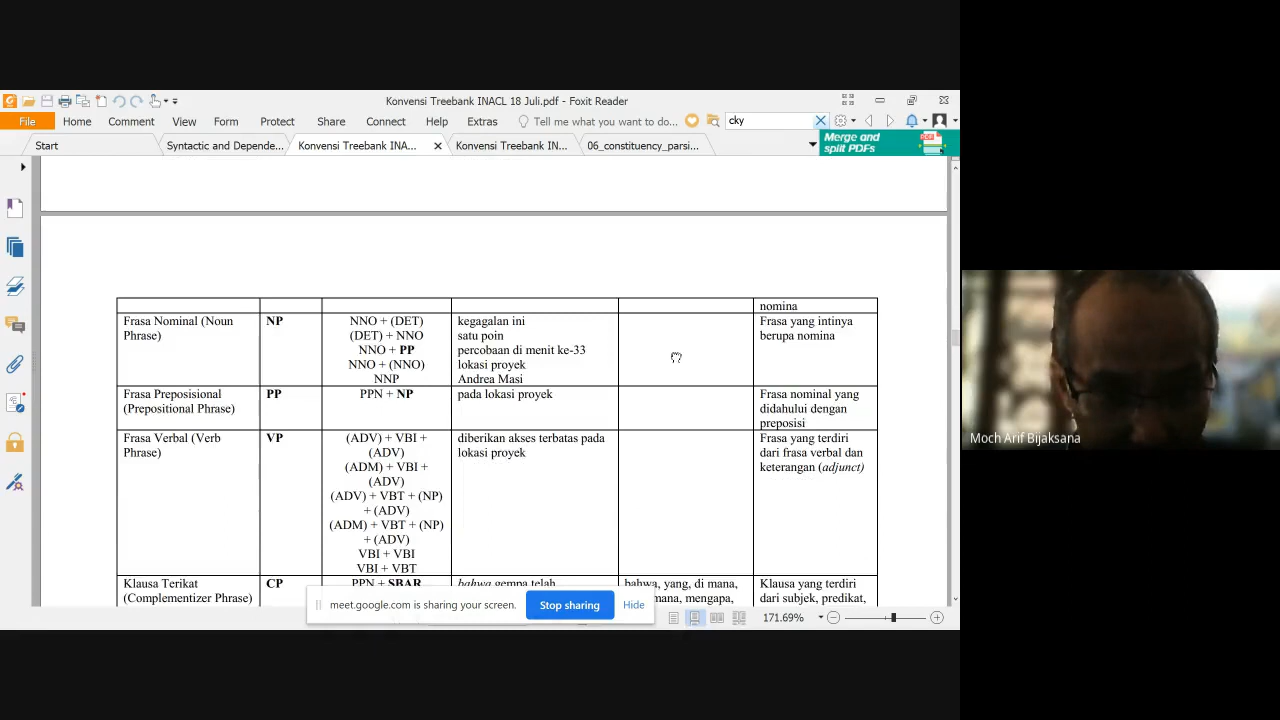 Konvensi Treebank INACL 18 Juli.pdf - Foxit Reader
File Home Comment View Form Protect Share Connect Help Extras Tell me what you want to do... cky
Start Syntactic and Depende... Konvensi Treebank INA... Konvensi Treebank IN... 06_constituency_parsi...
Merge and
split PDFs
nomina
Frasa Nominal (Noun
Phrase)
NP
NNO + (DET)
(DET) + NNO
NNO + PP
NNO + (NNO)
NNP
kegagalan ini
satu poin
percobaan di menit ke-33
lokasi proyek
Andrea Masi
Frasa yang intinya
berupa nomina
Frasa Preposisional
(Prepositional Phrase)
PP
PPN + NP
pada lokasi proyek
Frasa nominal yang
didahului dengan
preposisi
Frasa Verbal (Verb
Phrase)
VP
(ADV) + VBI +
(ADV)
(ADM) + VBI +
(ADV)
(ADV) + VBT + (NP)
+ (ADV)
(ADM) + VBT + (NP)
+ (ADV)
VBI + VBI
VBI + VBT
diberikan akses terbatas pada
lokasi proyek
Frasa yang terdiri
dari frasa verbal dan
keterangan (adjunct)
Klausa Terikat
(Complementizer Phrase)
CP
PPN + SBAR
bahwa gempa telah
bahwa, yang, di mana,
mana, mengapa,
Klausa yang terdiri
dari subjek, predikat,
meet.google.com is sharing your screen. Stop sharing Hide
171.69%
Moch Arif Bijaksana